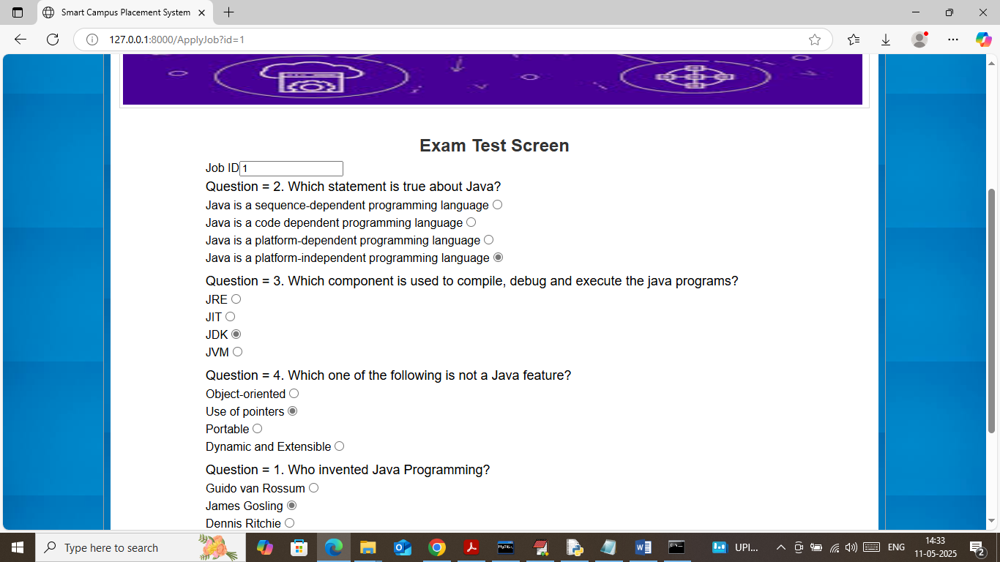 Smart Campus Placement System
127.0.0.1:8000/ApplyJob?id=1
Exam Test Screen
Job ID 1
Question = 2. Which statement is true about Java?
Java is a sequence-dependent programming language
Java is a code dependent programming language
Java is a platform-dependent programming language
Java is a platform-independent programming language
Question = 3. Which component is used to compile, debug and execute the java programs?
JRE
JIT
JDK
JVM
Question = 4. Which one of the following is not a Java feature?
Object-oriented
Use of pointers
Portable
Dynamic and Extensible
Question = 1. Who invented Java Programming?
Guido van Rossum
James Gosling
Dennis Ritchie
Type here to search
UPI...
ENG
14:33
11-05-2025
2